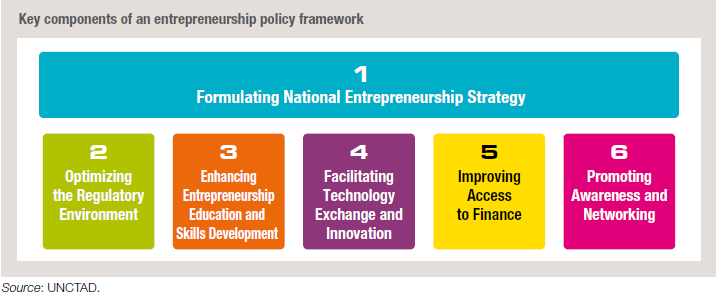 Key components of an entrepreneurship policy framework
1
Formulating National Entrepreneurship Strategy
2
Optimizing
the Regulatory
Environment
3
Enhancing
Entrepreneurship
Education and
Skills Development
4
Facilitating
Technology
Exchange and
Innovation
5
Improving
Access
to Finance
6
Promoting
Awareness and
Networking
Source: UNCTAD.